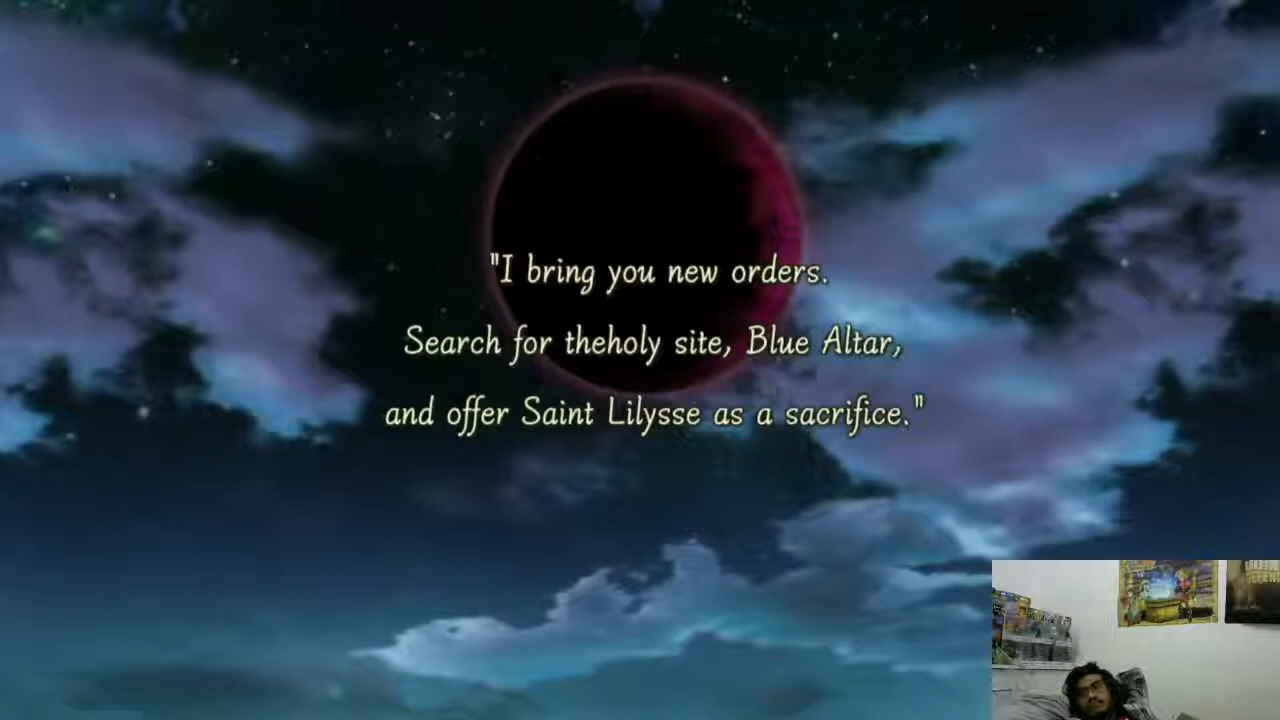 "I bring you new orders.
Search for theholy site, Blue Altar,
and offer Saint Lilysse as a sacrifice."